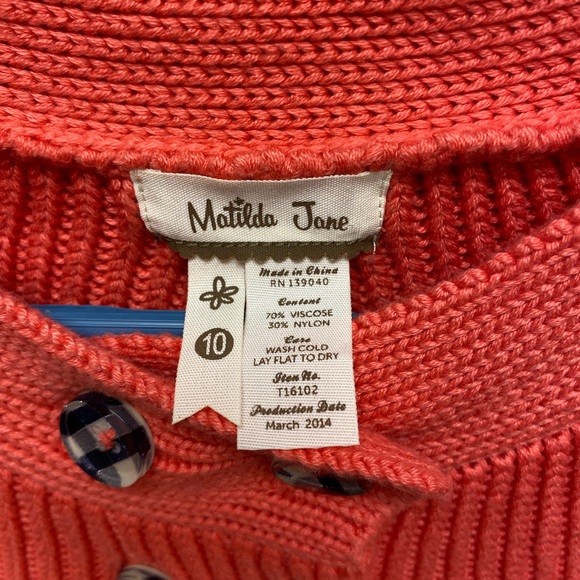 Matilda Jane
10
Made in China
RN 139040
Content
70% VISCOSE
30% NYLON
Care
WASH COLD
LAY FLAT TO DRY
Item No.
T16102
Production Date
March 2014